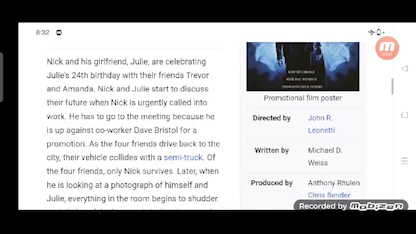 8:32
Nick and his girlfriend, Julie, are celebrating
Julie's 24th birthday with their friends Trevor
and Amanda. Nick and Julie start to discuss
their future when Nick is urgently called into
work. He has to go to the meeting because he
is up against co-worker Dave Bristol for a
promotion. As the four friends drive back to the
city, their vehicle collides with a semi-truck. Of
the four friends, only Nick survives. Later, when
he is looking at a photograph of himself and
Julie, everything in the room begins to shudder
Promotional film poster
Directed by John R.
Leonetti
Written by Michael D.
Weiss
Produced by Anthony Rhulen
Chris Sender
Recorded by Mobizen